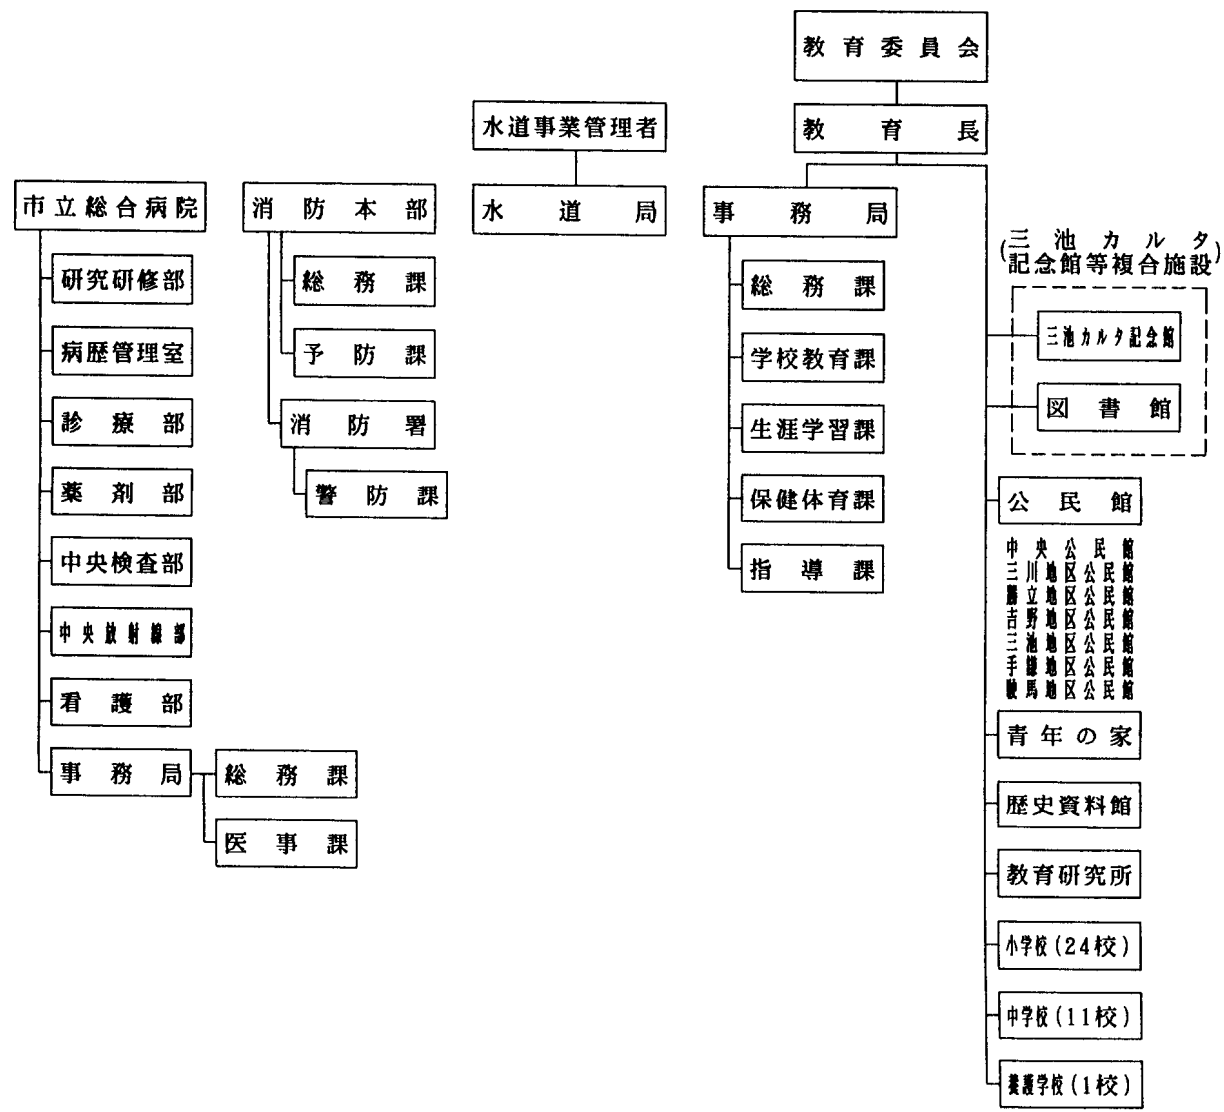 市立総合病院
研究研修部
病歴管理室
診療部
薬剤部
中央検査部
中央放射線部
看護部
事務局
総務課
医事課
消防本部
総務課
予防課
消防署
警防課
水道事業管理者
水道局
教育委員会
教育長
事務局
総務課
学校教育課
生涯学習課
保健体育課
指導課
(三池カルタ
記念館等複合施設)
三池カルタ記念館
図書館
公民館
中央公民館
三川地区公民館
勝立地区公民館
吉野地区公民館
三池地区公民館
手鎌地区公民館
駛馬地区公民館
青年の家
歴史資料館
教育研究所
小学校(24校)
中学校(11校)
養護学校(1校)